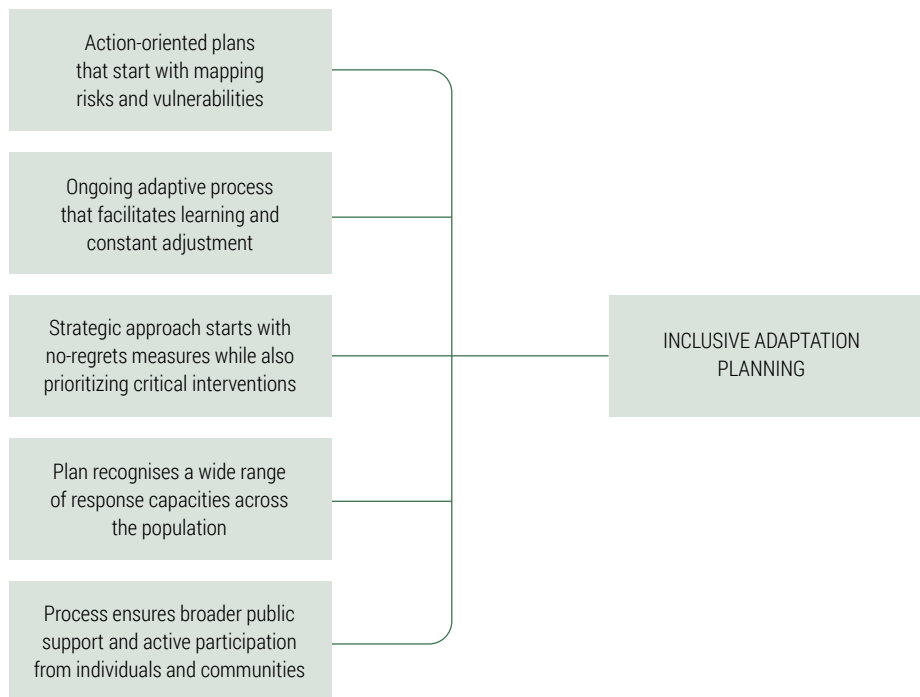 Action-oriented plans
that start with mapping
risks and vulnerabilities
Ongoing adaptive process
that facilitates learning and
constant adjustment
Strategic approach starts with
no-regrets measures while also
prioritizing critical interventions
Plan recognises a wide range
of response capacities across
the population
Process ensures broader public
support and active participation
from individuals and communities
INCLUSIVE ADAPTATION
PLANNING